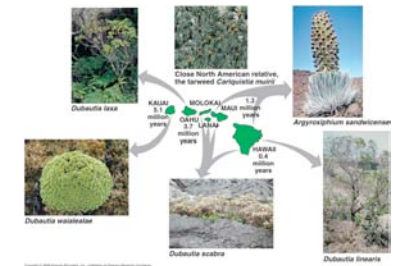 Dubautia laxa
Close North American relative,
the tarweed Carlquistia muirii
Argyroxiphium sandwicense
KAUAI
5.1
million
years
MOLOKAI
MAUI
1.3
million
years
OAHU
3.7
million
years
LANAI
HAWAII
0.4
million
years
Dubautia waialealae
Dubautia scabra
Dubautia linearis